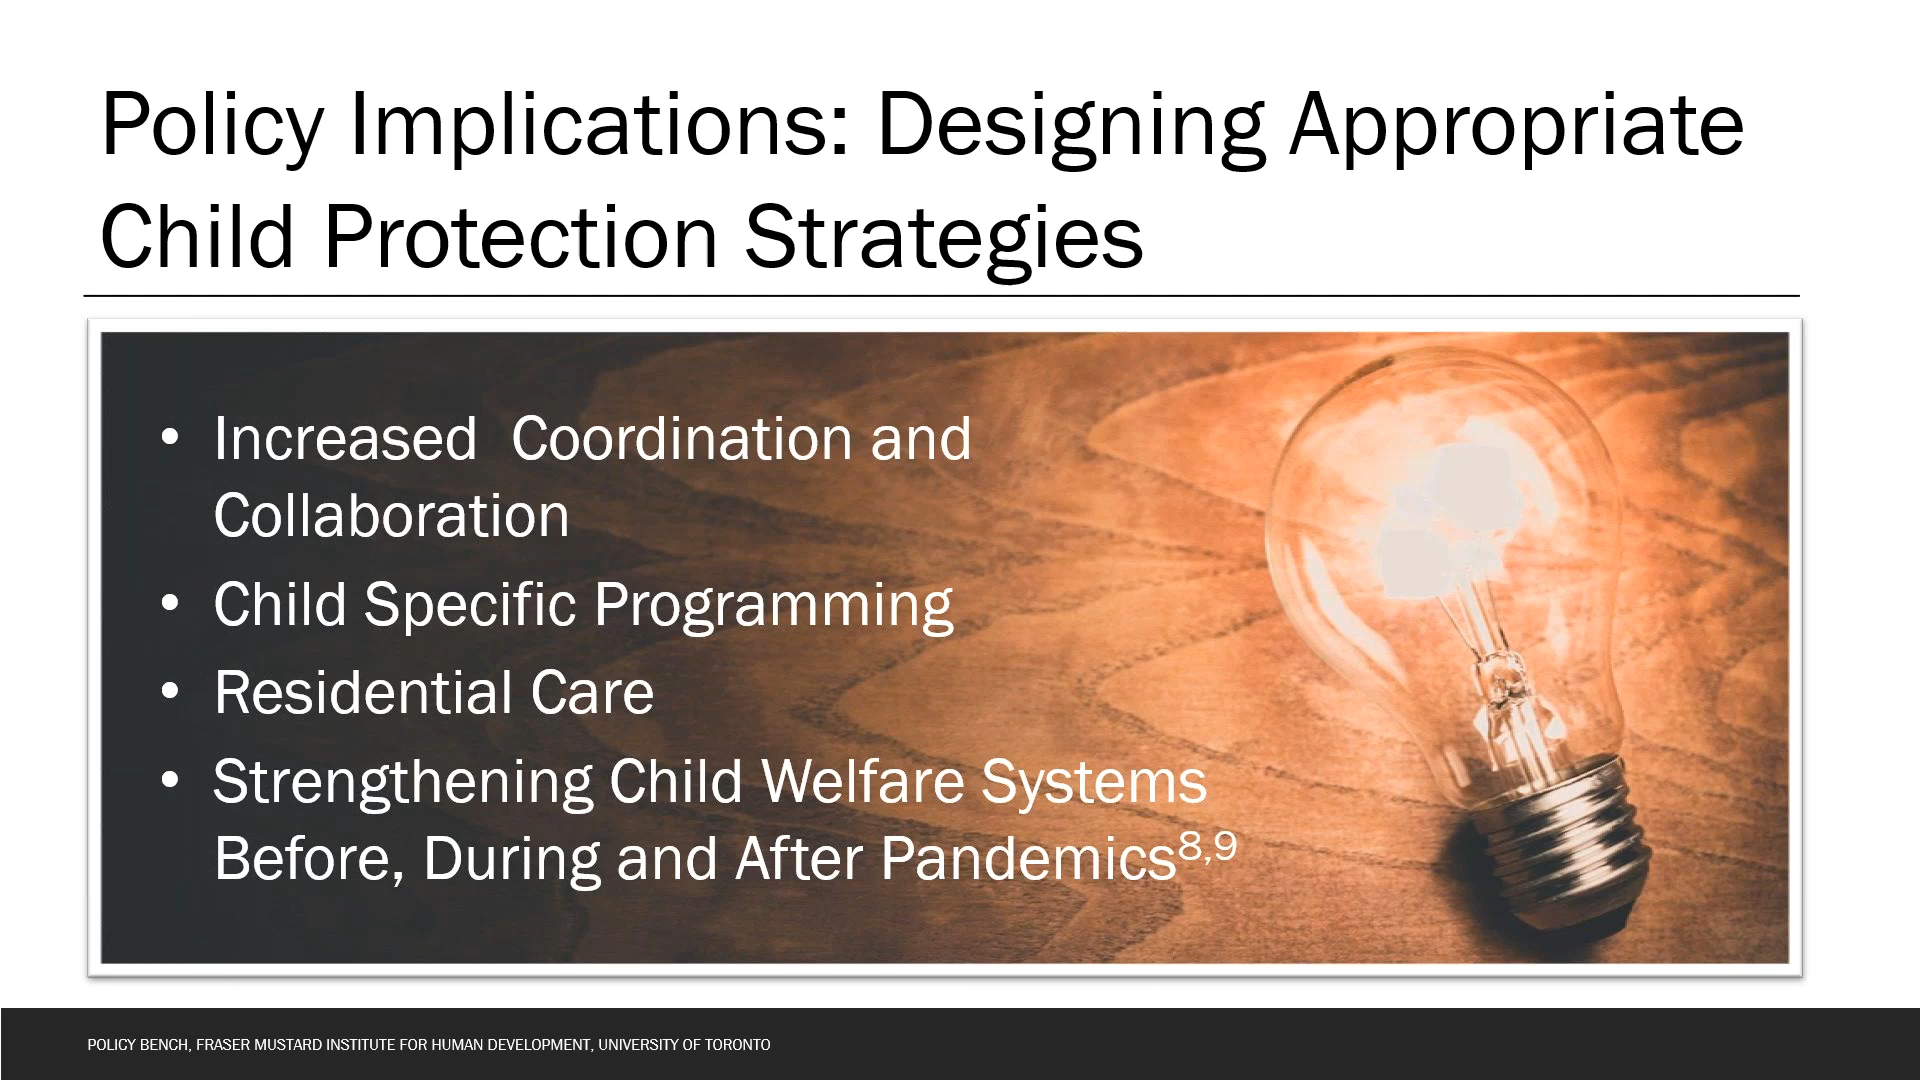 Policy Implications: Designing Appropriate
Child Protection Strategies
• Increased  Coordination and
Collaboration
• Child Specific Programming
• Residential Care
• Strengthening Child Welfare Systems
Before, During and After Pandemics⁸,⁹
POLICY BENCH, FRASER MUSTARD INSTITUTE FOR HUMAN DEVELOPMENT, UNIVERSITY OF TORONTO